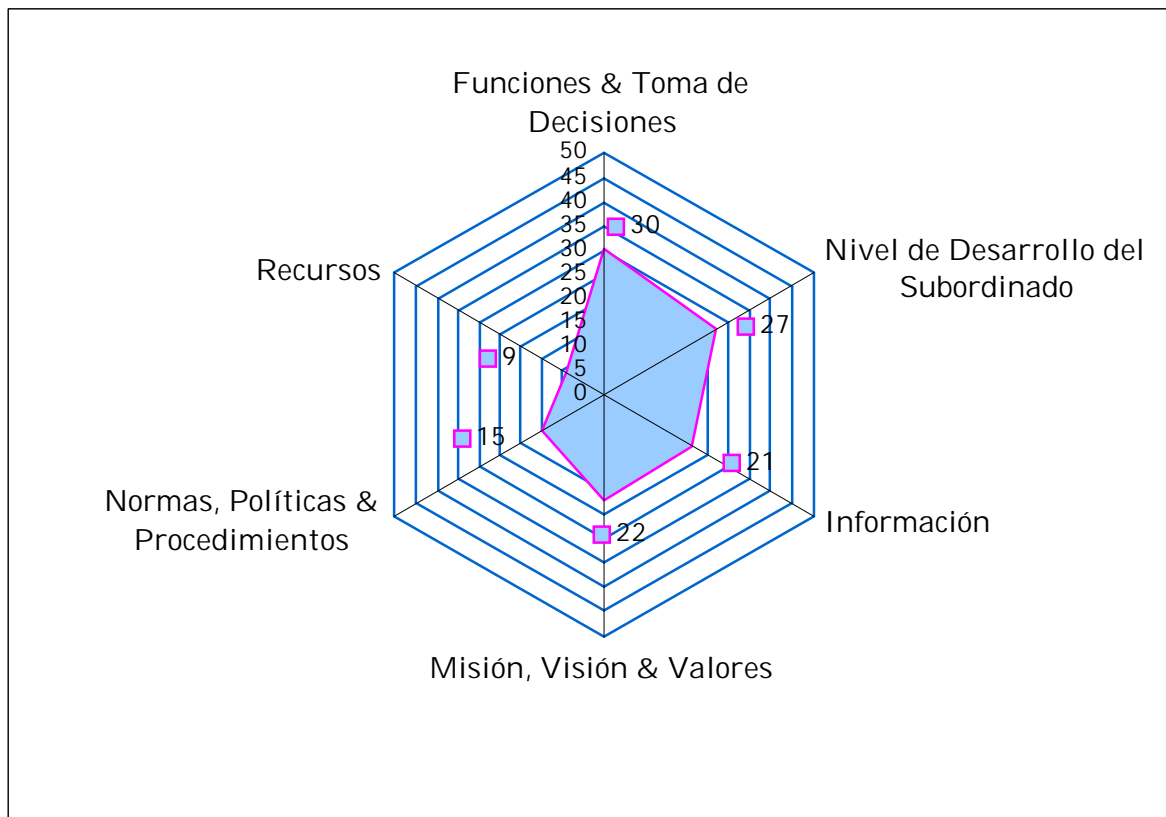 Funciones & Toma de
Decisiones
50
45
40
35
30
25
20
15
10
5
0
30
Nivel de Desarrollo del
Subordinado
27
21
Información
22
Misión, Visión & Valores
15
Normas, Políticas &
Procedimientos
9
Recursos